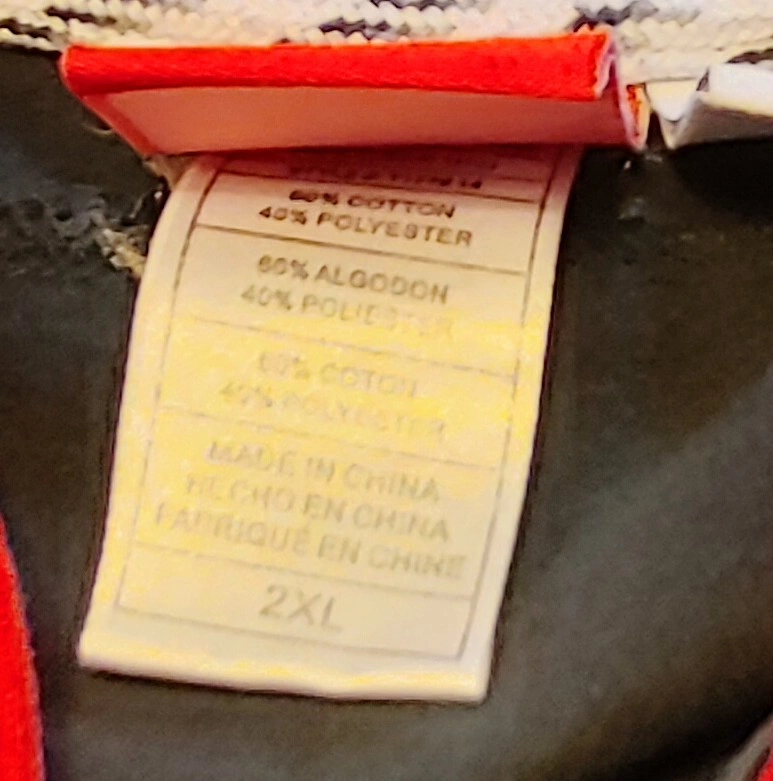 60% COTTON
40% POLYESTER
60% ALGODON
40% POLIESTER
60% COTON
40% POLYESTER
MADE IN CHINA
HECHO EN CHINA
FABRIQUÉ EN CHINE
2XL